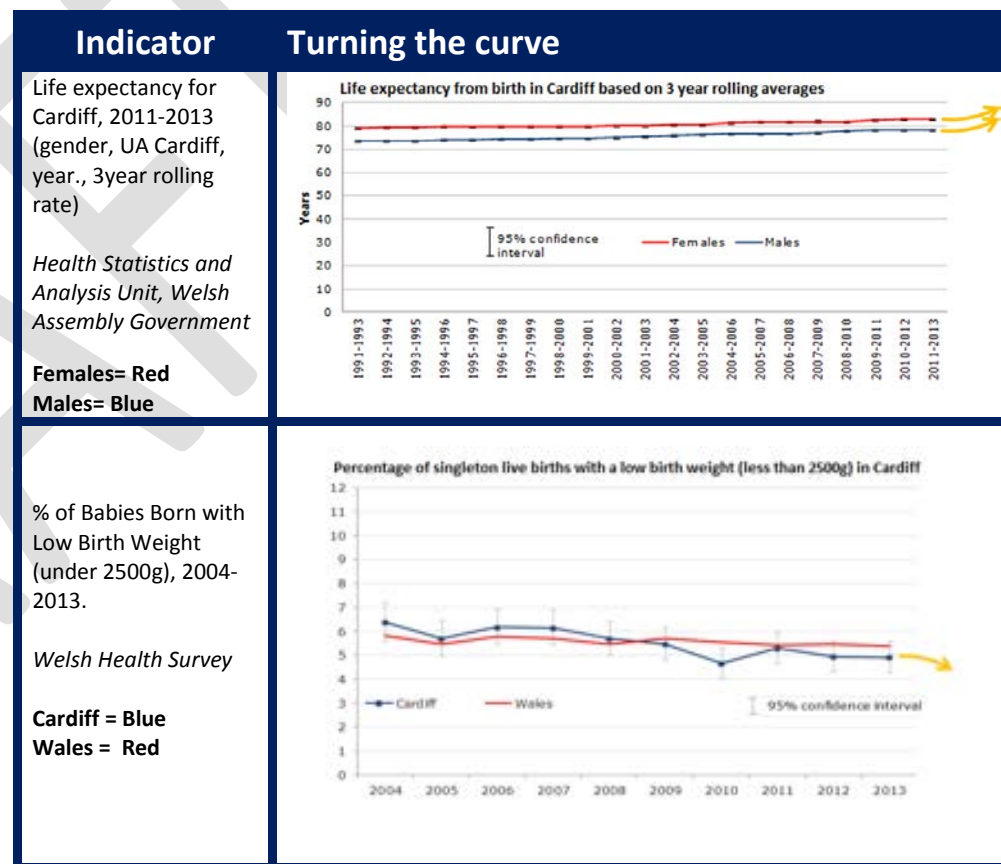 Indicator
Turning the curve
Life expectancy for
Cardiff, 2011-2013
(gender, UA Cardiff,
year., 3year rolling
rate)
Health Statistics and
Analysis Unit, Welsh
Assembly Government
Females= Red
Males= Blue
Life expectancy from birth in Cardiff based on 3 year rolling averages
90
80
70
60
50
40
30
20
10
0
Years
95% confidence
interval
Females
Males
1991-1993
1992-1994
1993-1995
1994-1996
1995-1997
1996-1998
1997-1999
1998-2000
1999-2001
2000-2002
2001-2003
2002-2004
2003-2005
2004-2006
2005-2007
2006-2008
2007-2009
2008-2010
2009-2011
2010-2012
2011-2013
% of Babies Born with
Low Birth Weight
(under 2500g), 2004-
2013.
Welsh Health Survey
Cardiff = Blue
Wales = Red
Percentage of singleton live births with a low birth weight (less than 2500g) in Cardiff
12
11
10
9
8
7
6
5
4
3
2
1
0
Cardiff
Wales
95% confidence interval
2004
2005
2006
2007
2008
2009
2010
2011
2012
2013